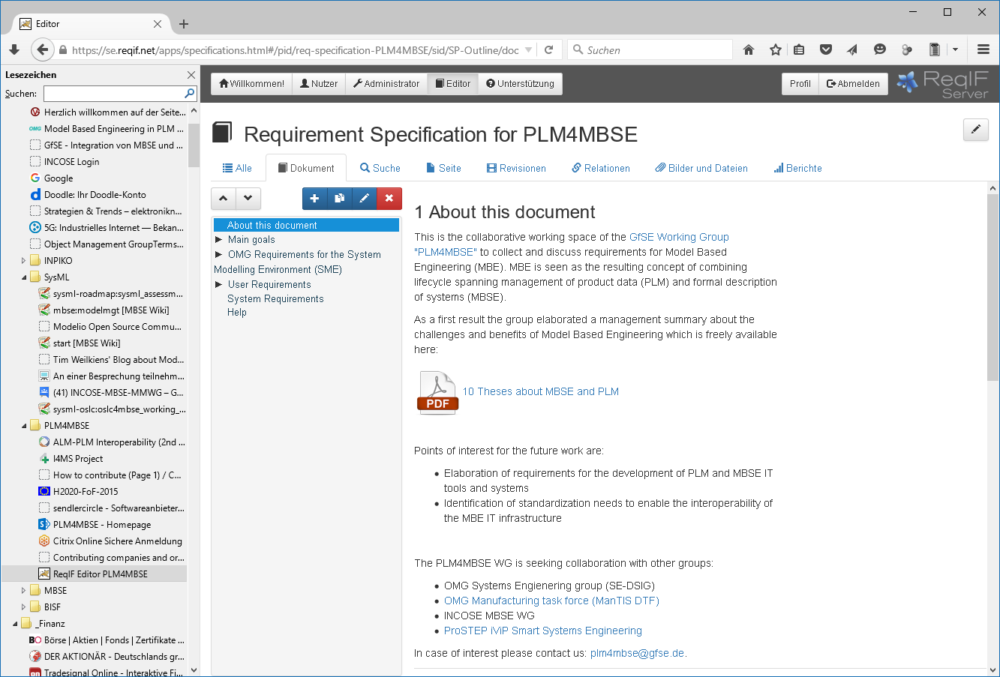 Editor
https://se.reqif.net/apps/specifications.html#/pid/req-specification-PLM4MBSE/sid/SP-Outline/doc
Suchen
Lesezeichen
Suchen:
Herzlich willkommen auf der Seite...
OMG Model Based Engineering in PLM ...
GfSE - Integration von MBSE und ...
INCOSE Login
Google
Doodle: Ihr Doodle-Konto
Strategien & Trends – elektronikn...
5G: Industrielles Internet — Bekan...
Object Management GroupTerms...
INPIKO
SysML
sysml-roadmap:sysml_assessm...
mbse:modelmgt [MBSE Wiki]
Modelio Open Source Commu...
start [MBSE Wiki]
Tim Weilkiens' Blog about Mod...
An einer Besprechung teilnehm...
(41) INCOSE-MBSE-MMWG – G...
sysml-oslc:oslc4mbse_working_...
PLM4MBSE
ALM-PLM Interoperability (2nd ...
I4MS Project
How to contribute (Page 1) / C...
H2020-FoF-2015
sendlercircle - Softwareanbieter...
PLM4MBSE - Homepage
Citrix Online Sichere Anmeldung
Contributing companies and or...
ReqIF Editor PLM4MBSE
MBSE
BISF
_Finanz
BO Börse | Aktien | Fonds | Zertifikate ...
DER AKTIONÄR - Deutschlands gr...
on Tradesignal Online - Interaktive Fi...
Willkommen! Nutzer Administrator Editor Unterstützung
Profil Abmelden
ReqIF
Server
Requirement Specification for PLM4MBSE
Alle Dokument Suche Seite Revisionen Relationen Bilder und Dateien Berichte
About this document
Main goals
OMG Requirements for the System
Modelling Environment (SME)
User Requirements
System Requirements
Help
1 About this document
This is the collaborative working space of the GfSE Working Group
"PLM4MBSE" to collect and discuss requirements for Model Based
Engineering (MBE). MBE is seen as the resulting concept of combining
lifecycle spanning management of product data (PLM) and formal description
of systems (MBSE).
As a first result the group elaborated a management summary about the
challenges and benefits of Model Based Engineering which is freely available
here:
PDF
10 Theses about MBSE and PLM
Points of interest for the future work are:
• Elaboration of requirements for the development of PLM and MBSE IT
tools and systems
• Identification of standardization needs to enable the interoperability of
the MBE IT infrastructure
The PLM4MBSE WG is seeking collaboration with other groups:
• OMG Systems Engienering group (SE-DSIG)
• OMG Manufacturing task force (ManTIS DTF)
• INCOSE MBSE WG
• ProSTEP iViP Smart Systems Engineering
In case of interest please contact us: plm4mbse@gfse.de.